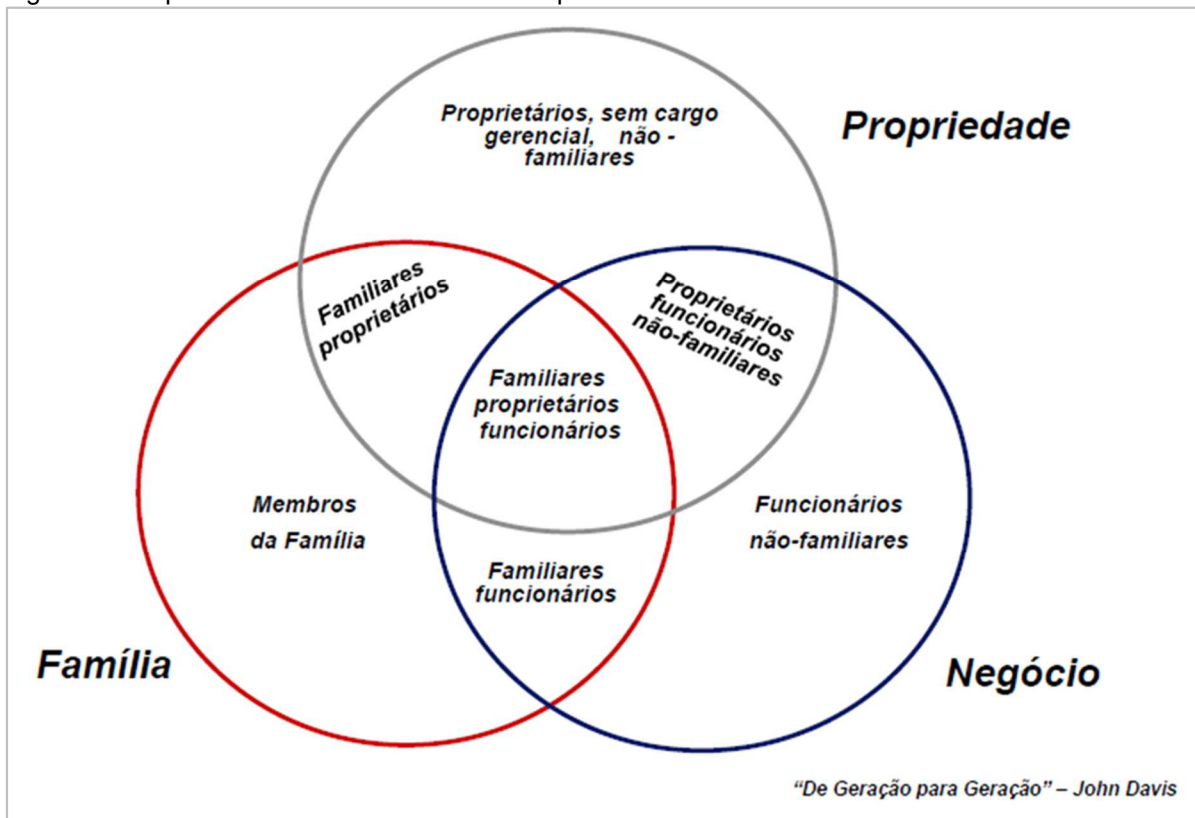 Proprietários, sem cargo
gerencial, não -
familiares
Propriedade
Familiares
proprietários
Proprietários
funcionários
não-familiares
Familiares
proprietários
funcionários
Membros
da Família
Funcionários
não-familiares
Familiares
funcionários
Família
Negócio
“De Geração para Geração” – John Davis